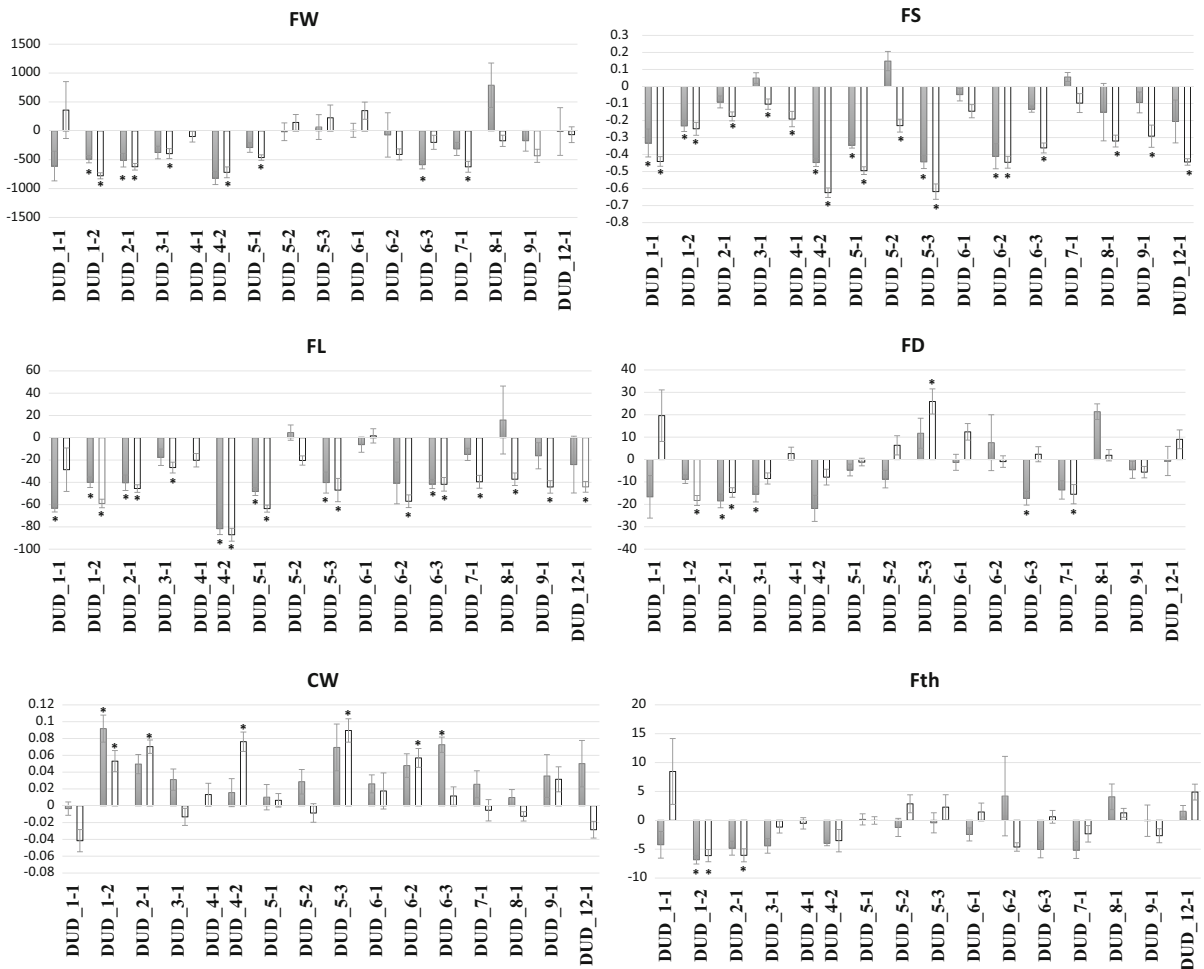 FW
1500
1000
500
0
-500
-1000
-1500
DUD_1-1
DUD_1-2
DUD_2-1
DUD_3-1
DUD_4-1
DUD_4-2
DUD_5-1
DUD_5-2
DUD_5-3
DUD_6-1
DUD_6-2
DUD_6-3
DUD_7-1
DUD_8-1
DUD_9-1
DUD_12-1
FS
0.3
0.2
0.1
0
-0.1
-0.2
-0.3
-0.4
-0.5
-0.6
-0.7
-0.8
DUD_1-1
DUD_1-2
DUD_2-1
DUD_3-1
DUD_4-1
DUD_4-2
DUD_5-1
DUD_5-2
DUD_5-3
DUD_6-1
DUD_6-2
DUD_6-3
DUD_7-1
DUD_8-1
DUD_9-1
DUD_12-1
FL
60
40
20
0
-20
-40
-60
-80
-100
DUD_1-1
DUD_1-2
DUD_2-1
DUD_3-1
DUD_4-1
DUD_4-2
DUD_5-1
DUD_5-2
DUD_5-3
DUD_6-1
DUD_6-2
DUD_6-3
DUD_7-1
DUD_8-1
DUD_9-1
DUD_12-1
FD
40
30
20
10
0
-10
-20
-30
-40
DUD_1-1
DUD_1-2
DUD_2-1
DUD_3-1
DUD_4-1
DUD_4-2
DUD_5-1
DUD_5-2
DUD_5-3
DUD_6-1
DUD_6-2
DUD_6-3
DUD_7-1
DUD_8-1
DUD_9-1
DUD_12-1
CW
0.12
0.1
0.08
0.06
0.04
0.02
0
-0.02
-0.04
-0.06
-0.08
DUD_1-1
DUD_1-2
DUD_2-1
DUD_3-1
DUD_4-1
DUD_4-2
DUD_5-1
DUD_5-2
DUD_5-3
DUD_6-1
DUD_6-2
DUD_6-3
DUD_7-1
DUD_8-1
DUD_9-1
DUD_12-1
Fth
20
15
10
5
0
-5
-10
DUD_1-1
DUD_1-2
DUD_2-1
DUD_3-1
DUD_4-1
DUD_4-2
DUD_5-1
DUD_5-2
DUD_5-3
DUD_6-1
DUD_6-2
DUD_6-3
DUD_7-1
DUD_8-1
DUD_9-1
DUD_12-1